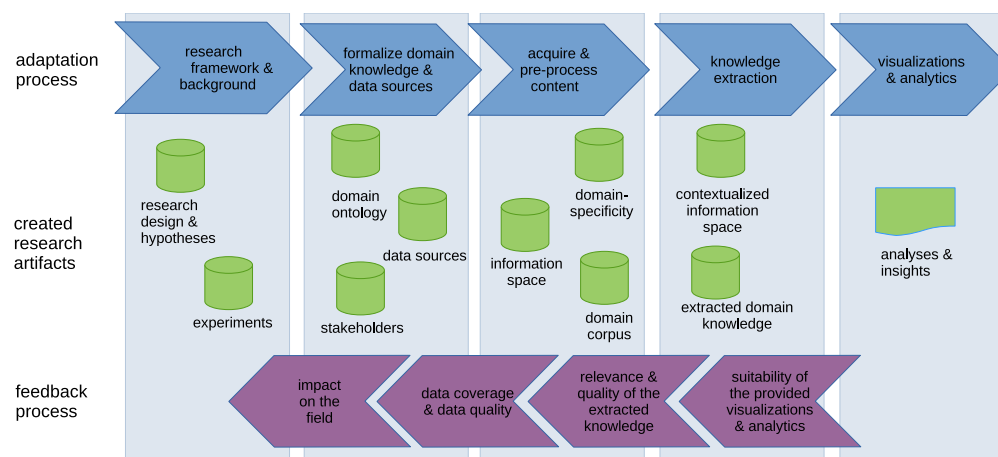 adaptation
process
research
framework &
background
formalize domain
knowledge &
data sources
acquire &
pre-process
content
knowledge
extraction
visualizations
& analytics
created
research
artifacts
research
design &
hypotheses
experiments
domain
ontology
data sources
stakeholders
domain-
specificity
information
space
domain
corpus
contextualized
information
space
extracted domain
knowledge
analyses &
insights
feedback
process
impact
on the
field
data coverage
& data quality
relevance &
quality of the
extracted
knowledge
suitability of
the provided
visualizations
& analytics